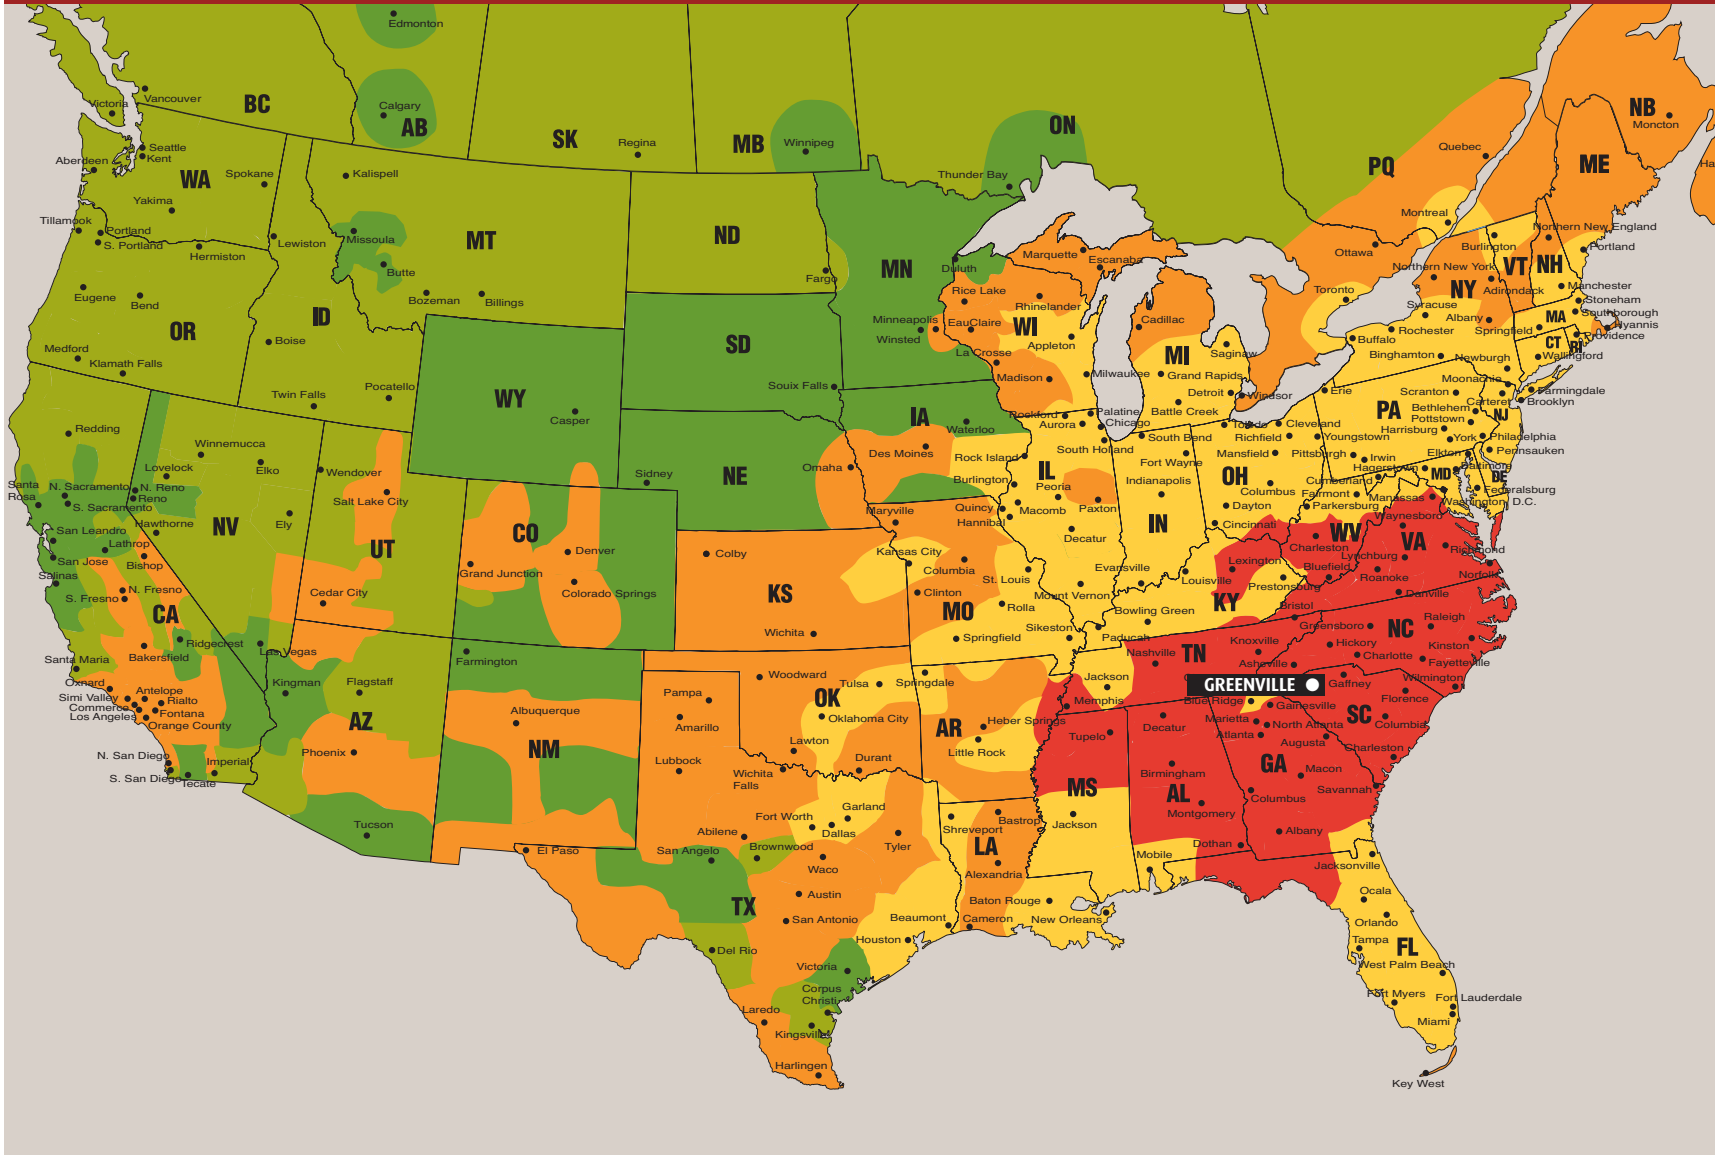 Edmonton
Victoria
Vancouver
BC
Calgary
AB
SK
Regina
MB
Winnipeg
ON
Thunder Bay
PQ
Quebec
NB
Moncton
ME
Ha
Seattle
Kent
Aberdeen
WA
Spokane
Yakima
Kalispell
Tillamook
Portland
S. Portland
Hermiston
Lewiston
Missoula
MT
Butte
Bozeman
Billings
ND
Fargo
MN
Duluth
Marquette
Escanaba
Montreal
Ottawa
Northern New England
Burlington
Portland
Eugene
Bend
OR
ID
Boise
Medford
Klamath Falls
Twin Falls
Pocatello
WY
Casper
SD
Souix Falls
Minneapolis
Winsted
Rice Lake
Rhinelander
EauClaire
WI
Appleton
La Crosse
Madison
Milwaukee
Cadillac
MI
Saginaw
Grand Rapids
Detroit
Battle Creek
Windsor
Toronto
Northern New York
VT
NH
NY
Adirondack
Manchester
Syracuse
Stoneham
Albany
MA
Southborough
Hyannis
Rochester
Springfield
Providence
Buffalo
CT
RI
Binghamton
Newburgh
Wallingford
Redding
Winnemucca
Lovelock
Elko
Wendover
Salt Lake City
Santa
Rosa
N. Sacramento
N. Reno
Reno
S. Sacramento
Hawthorne
NV
Ely
San Leandro
Lathrop
San Jose
Bishop
Salinas
UT
N. Fresno
S. Fresno
CA
Cedar City
Ridgecrest
Bakersfield
Las Vegas
Santa Maria
Oxnard
Simi Valley
Antelope
Rialto
Commerce
Fontana
Los Angeles
Orange County
N. San Diego
Imperial
S. San Diego
Tecate
Kingman
Flagstaff
AZ
Phoenix
Tucson
CO
Denver
Grand Junction
Colorado Springs
Farmington
Albuquerque
NM
Sidney
NE
Omaha
IA
Waterloo
Des Moines
Colby
KS
Wichita
Maryville
Kansas City
Columbia
Clinton
MO
Rolla
St. Louis
Springfield
Sikeston
Rockford
Palatine
Aurora
Chicago
South Holland
Rock Island
IL
Burlington
Peoria
Quincy
Macomb
Paxton
Hannibal
Decatur
Mount Vernon
South Bend
Fort Wayne
Indianapolis
IN
Evansville
Toledo
Cleveland
Richfield
Youngstown
Mansfield
OH
Columbus
Dayton
Cincinnati
Erie
Moonachie
Scranton
Farmingdale
PA
Carteret
Brooklyn
Bethlehem
NJ
Pottstown
Harrisburg
York
Philadelphia
Pittsburgh
Irwin
Elkton
Pennsauken
Hagerstown
MD
Baltimore
DE
Cumberland
Federalsburg
Fairmont
Manassas
Washington, D.C.
Parkersburg
Waynesboro
WV
VA
Charleston
Lynchburg
Richmond
Bluefield
Roanoke
Norfolk
Lexington
Louisville
Prestonsburg
KY
Danville
Bowling Green
Bristol
Paducah
Greensboro
Raleigh
NC
Knoxville
Hickory
Kinston
Nashville
TN
Asheville
Charlotte
Fayetteville
Jackson
GREENVILLE
Gaffney
Wilmington
Memphis
Blue Ridge
Gainesville
Florence
Marietta
SC
North Atlanta
Columbia
Atlanta
Augusta
Charleston
Tupelo
Decatur
GA
Birmingham
Macon
MS
AL
Columbus
Savannah
Montgomery
Jackson
Albany
Dothan
Mobile
Jacksonville
Ocala
Orlando
Tampa
FL
West Palm Beach
Fort Myers
Fort Lauderdale
Miami
Key West
Woodward
Pampa
Tulsa
Springdale
OK
Oklahoma City
Amarillo
Lawton
AR
Heber Springs
Little Rock
Lubbock
Wichita
Falls
Durant
Fort Worth
Garland
Dallas
Abilene
Brownwood
Tyler
San Angelo
Waco
El Paso
TX
Austin
San Antonio
Del Rio
Shreveport
Bastrop
LA
Alexandria
Baton Rouge
Beaumont
Cameron
New Orleans
Houston
Victoria
Corpus
Christi
Laredo
Kingsville
Harlingen